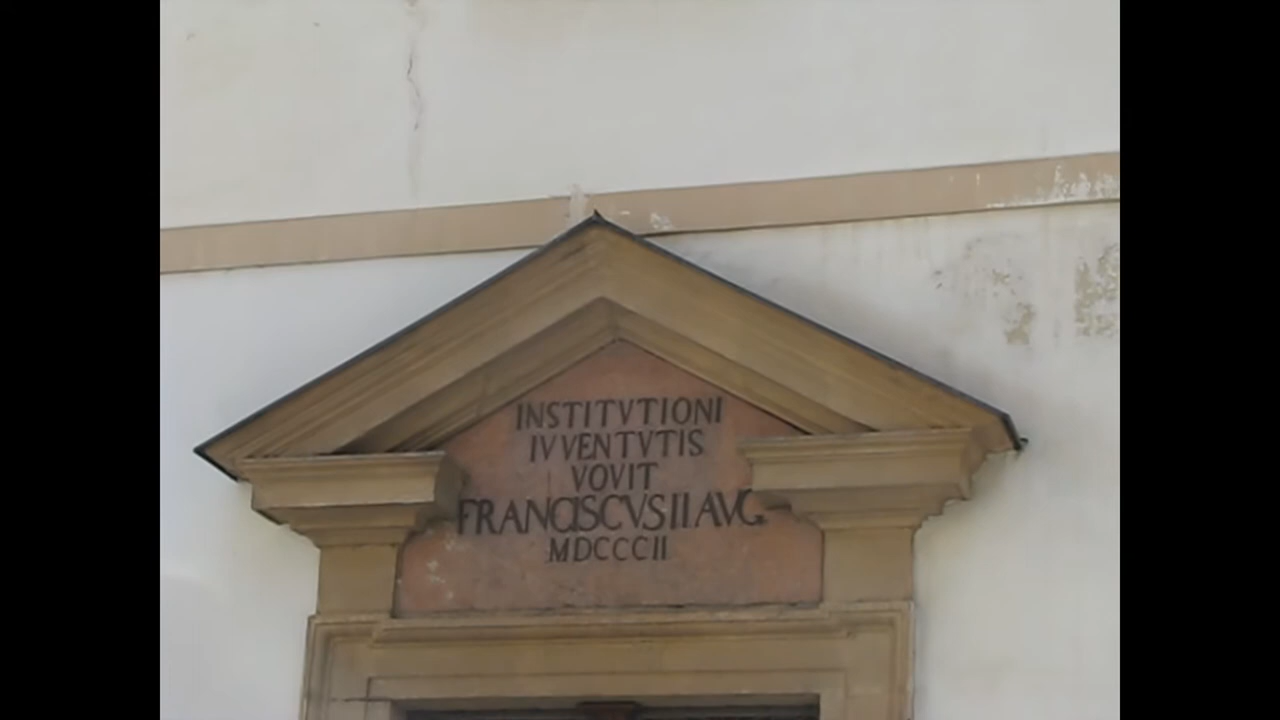 INSTITVTIONI
IVVENTVTIS
VOVIT
FRANCISCVS II AVG
MDCCCII